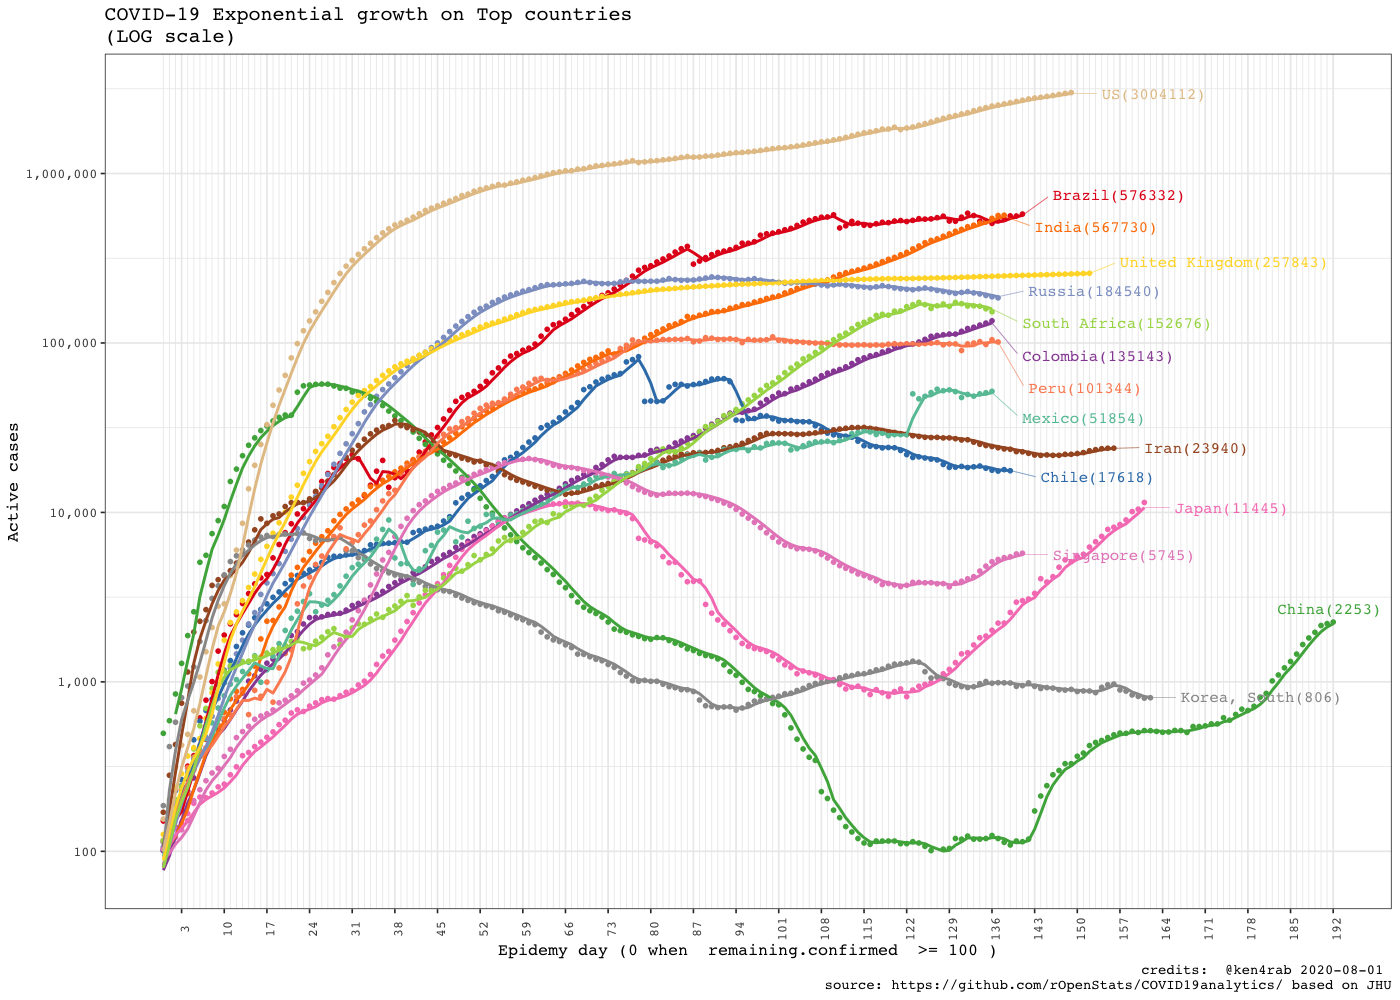 COVID-19 Exponential growth on Top countries
(LOG scale)
US(3004112)
1,000,000
Brazil(576332)
India(567730)
United Kingdom(257843)
Russia(184540)
South Africa(152676)
100,000
Colombia(135143)
Peru(101344)
Mexico(51854)
Iran(23940)
Chile(17618)
10,000
Japan(11445)
Singapore(5745)
China(2253)
1,000
Korea, South(806)
100
Active cases
3 10 17 24 31 38 45 52 59 66 73 80 87 94 101 108 115 122 129 136 143 150 157 164 171 178 185 192
Epidemy day (0 when  remaining.confirmed  >= 100 )
credits:  @ken4rab 2020-08-01
source: https://github.com/rOpenStats/COVID19analytics/ based on JHU